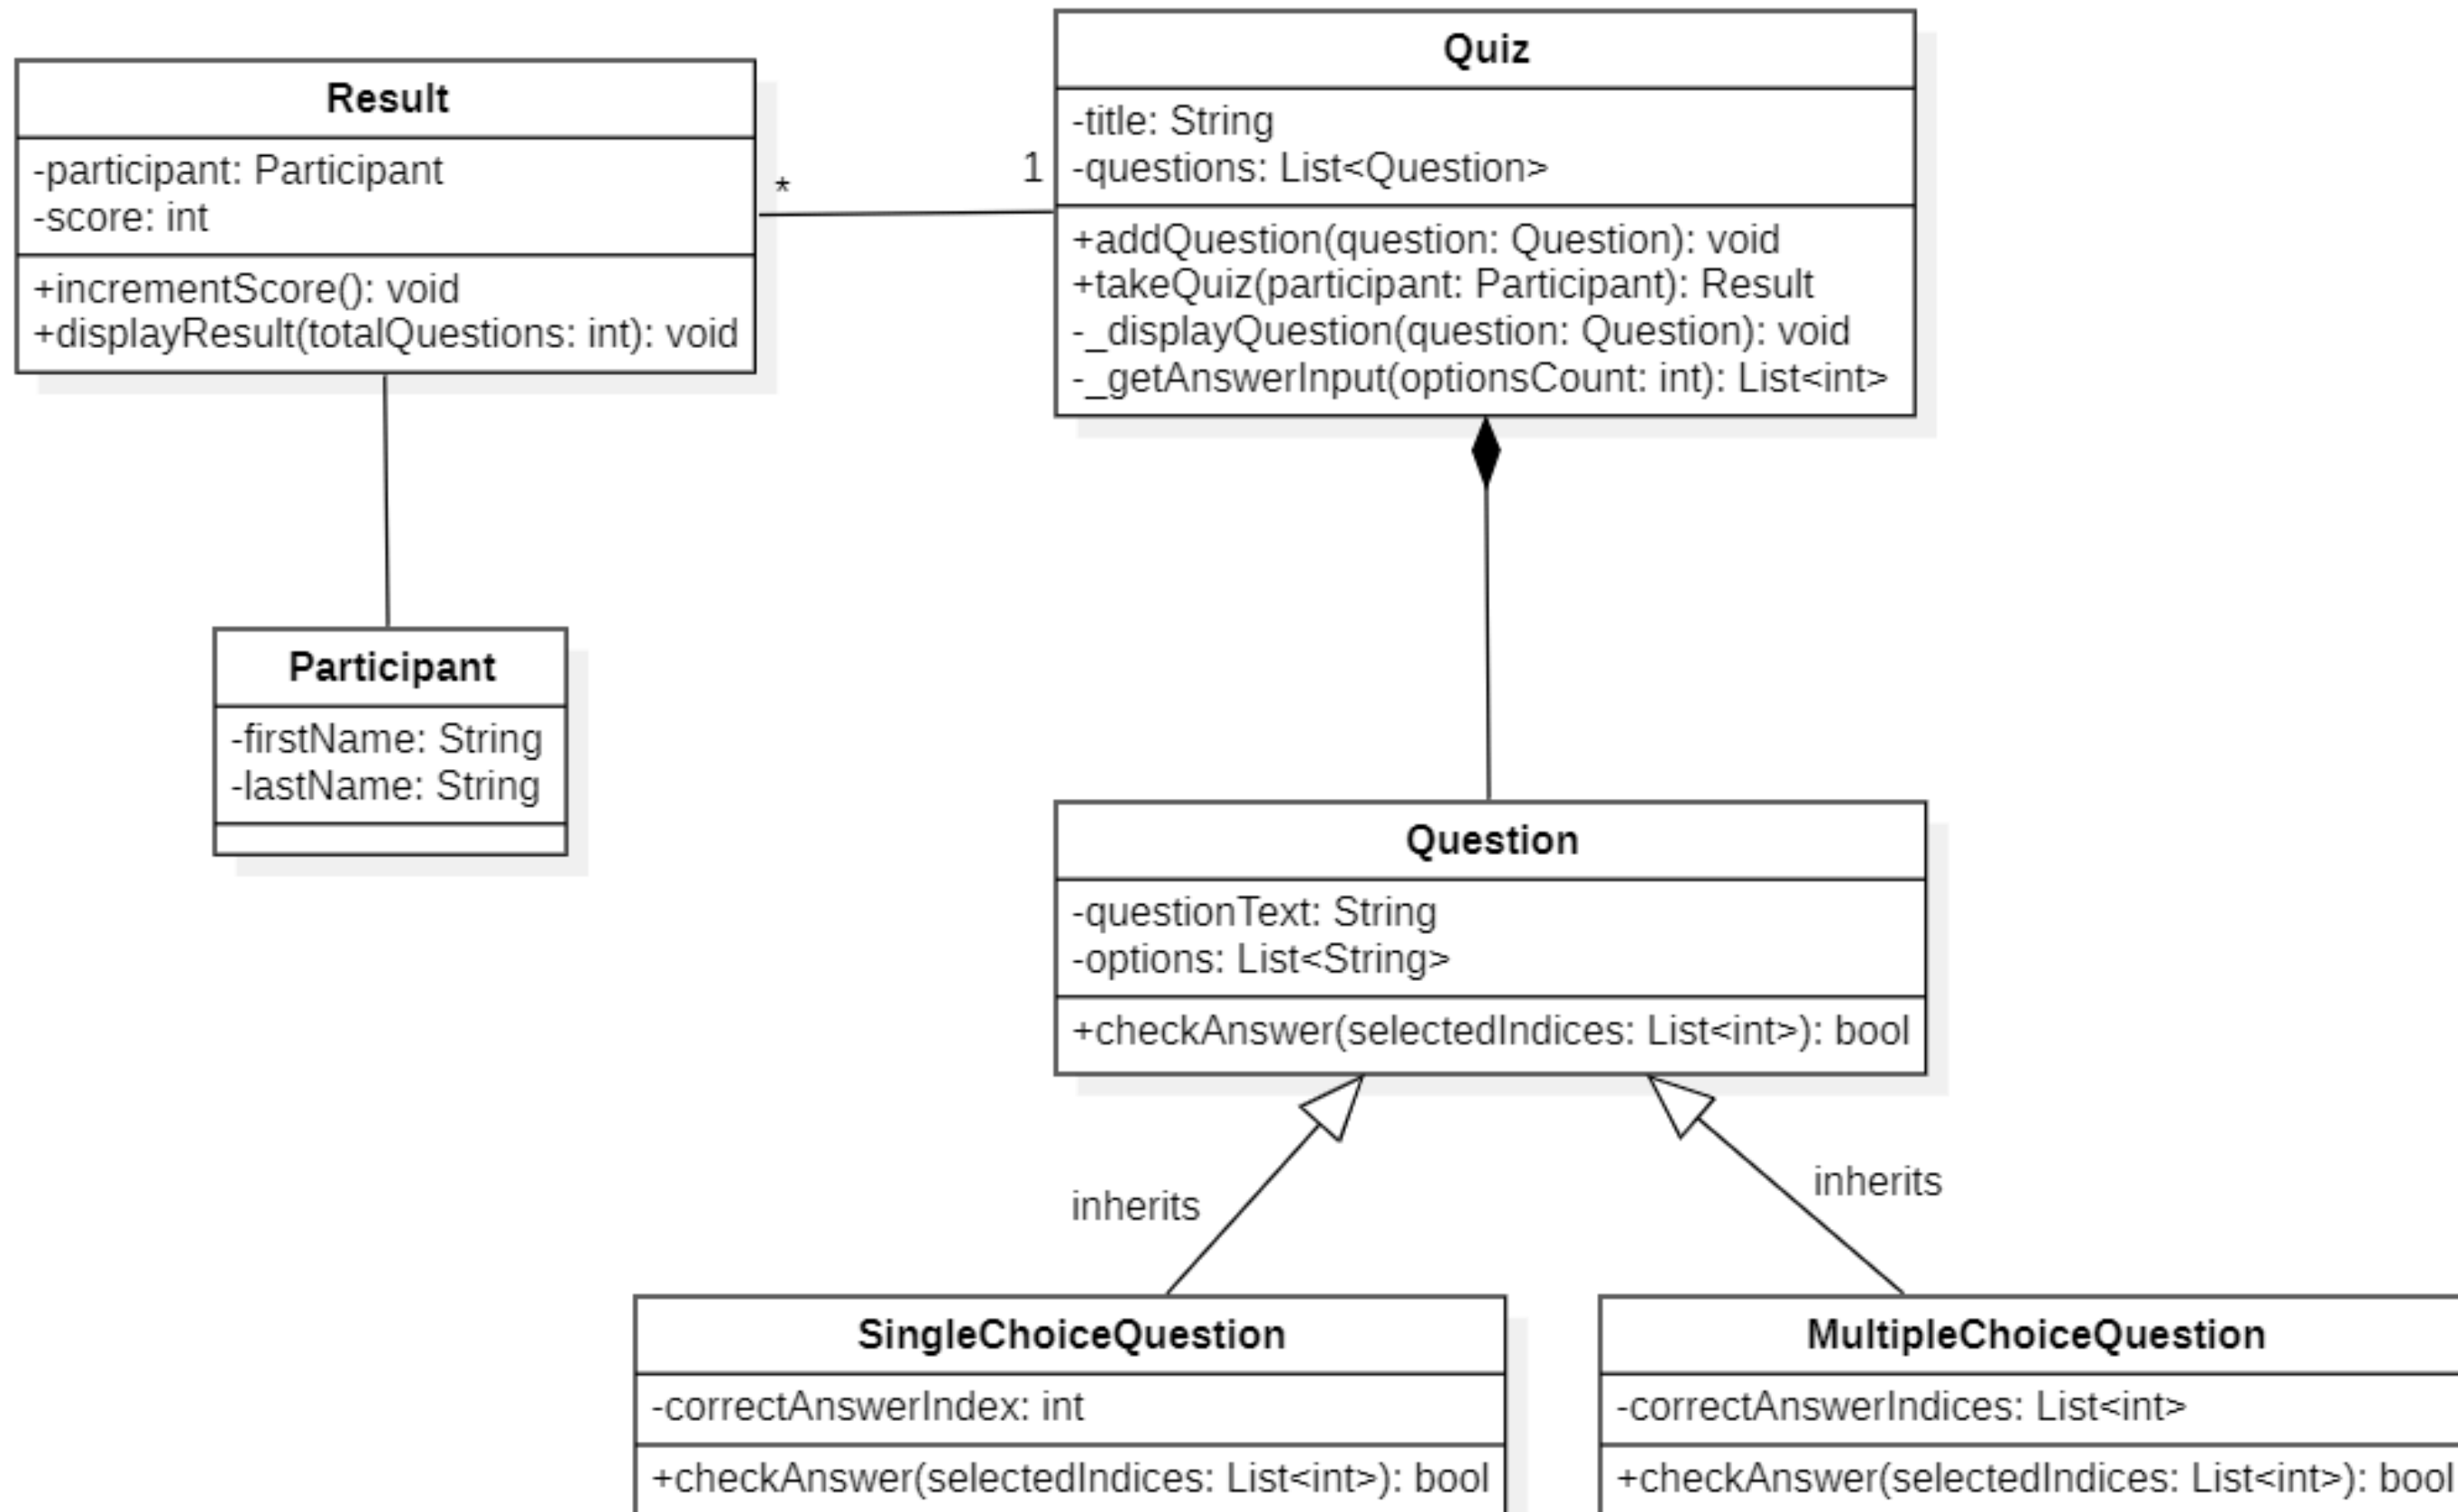 Result
-participant: Participant
-score: int
+incrementScore(): void
+displayResult(totalQuestions: int): void
*
1
Quiz
-title: String
-questions: List<Question>
+addQuestion(question: Question): void
+takeQuiz(participant: Participant): Result
-_displayQuestion(question: Question): void
-_getAnswerInput(optionsCount: int): List<int>
Participant
-firstName: String
-lastName: String
Question
-questionText: String
-options: List<String>
+checkAnswer(selectedIndices: List<int>): bool
inherits
inherits
SingleChoiceQuestion
-correctAnswerIndex: int
+checkAnswer(selectedIndices: List<int>): bool
MultipleChoiceQuestion
-correctAnswerIndices: List<int>
+checkAnswer(selectedIndices: List<int>): bool